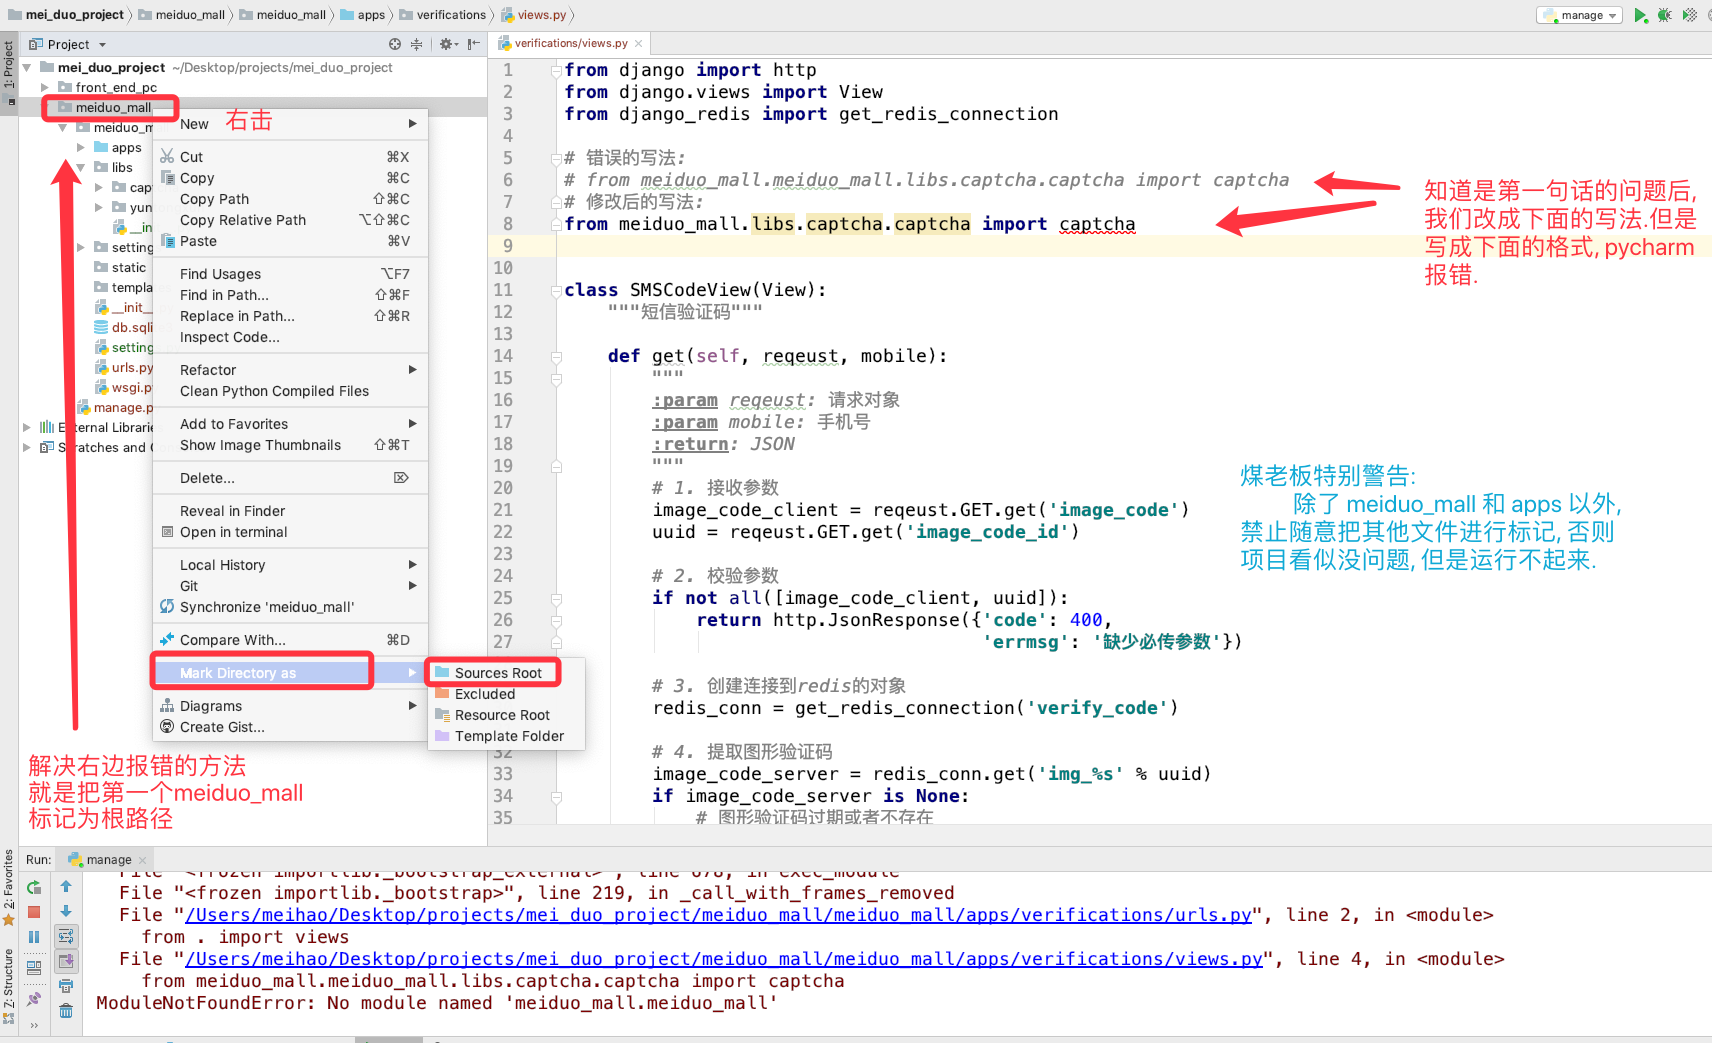 mei_duo_project meiduo_mall meiduo_mall apps verifications views.py manage
1: Project
Project
verifications/views.py
mei_duo_project ~/Desktop/projects/mei_duo_project
front_end_pc
meiduo_mall
meiduo_m
apps
libs
cap
yun
__in
setting
static
template
__init__
db.sqli
setting
urls.py
wsgi.p
manage.p
External Librarie
Scratches and Co
右击
New
Cut ⌘X
Copy ⌘C
Copy Path ⇧⌘C
Copy Relative Path ⌥⇧⌘C
Paste ⌘V
Find Usages ⌥F7
Find in Path... ⇧⌘F
Replace in Path... ⇧⌘R
Inspect Code...
Refactor
Clean Python Compiled Files
Add to Favorites
Show Image Thumbnails ⇧⌘T
Delete... ⌦
Reveal in Finder
Open in terminal
Local History
Git
Synchronize 'meiduo_mall'
Compare With... ⌘D
Mark Directory as
Diagrams
Create Gist...
Sources Root
Excluded
Resource Root
Template Folder
解决右边报错的方法
就是把第一个meiduo_mall
标记为根路径
1 from django import http
2 from django.views import View
3 from django_redis import get_redis_connection
4
5 # 错误的写法:
6 # from meiduo_mall.meiduo_mall.libs.captcha.captcha import captcha
7 # 修改后的写法:
8 from meiduo_mall.libs.captcha.captcha import captcha
9
10
11 class SMSCodeView(View):
12 """短信验证码"""
13
14 def get(self, reqeust, mobile):
15 """
16 :param reqeust: 请求对象
17 :param mobile: 手机号
18 :return: JSON
19 """
20 # 1. 接收参数
21 image_code_client = reqeust.GET.get('image_code')
22 uuid = reqeust.GET.get('image_code_id')
23
24 # 2. 校验参数
25 if not all([image_code_client, uuid]):
26 return http.JsonResponse({'code': 400,
27 'errmsg': '缺少必传参数'})
# 3. 创建连接到redis的对象
redis_conn = get_redis_connection('verify_code')
32 # 4. 提取图形验证码
33 image_code_server = redis_conn.get('img_%s' % uuid)
34 if image_code_server is None:
35 # 图形验证码过期或者不存在
知道是第一句话的问题后,
我们改成下面的写法.但是
写成下面的格式, pycharm
报错.
煤老板特别警告:
除了 meiduo_mall 和 apps 以外,
禁止随意把其他文件进行标记, 否则
项目看似没问题, 但是运行不起来.
2: Favorites
7: Structure
Run: manage
File "<frozen importlib._bootstrap_external>", line 678, in exec_module
File "<frozen importlib._bootstrap>", line 219, in _call_with_frames_removed
File "/Users/meihao/Desktop/projects/mei_duo_project/meiduo_mall/meiduo_mall/apps/verifications/urls.py", line 2, in <module>
from . import views
File "/Users/meihao/Desktop/projects/mei_duo_project/meiduo_mall/meiduo_mall/apps/verifications/views.py", line 4, in <module>
from meiduo_mall.meiduo_mall.libs.captcha.captcha import captcha
ModuleNotFoundError: No module named 'meiduo_mall.meiduo_mall'